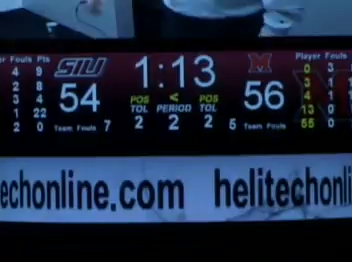 r Fouls Pts
4 9
2 8
3 4
1 22
2 0
SIU
54
Team Fouls 7
1:13
POS < POS
TOL PERIOD TOL
2 2 2
M
56
5 Team Fouls
Player Fouls
0 3
3 1
4 1
13 0
55 0
echonline.com helitechonli